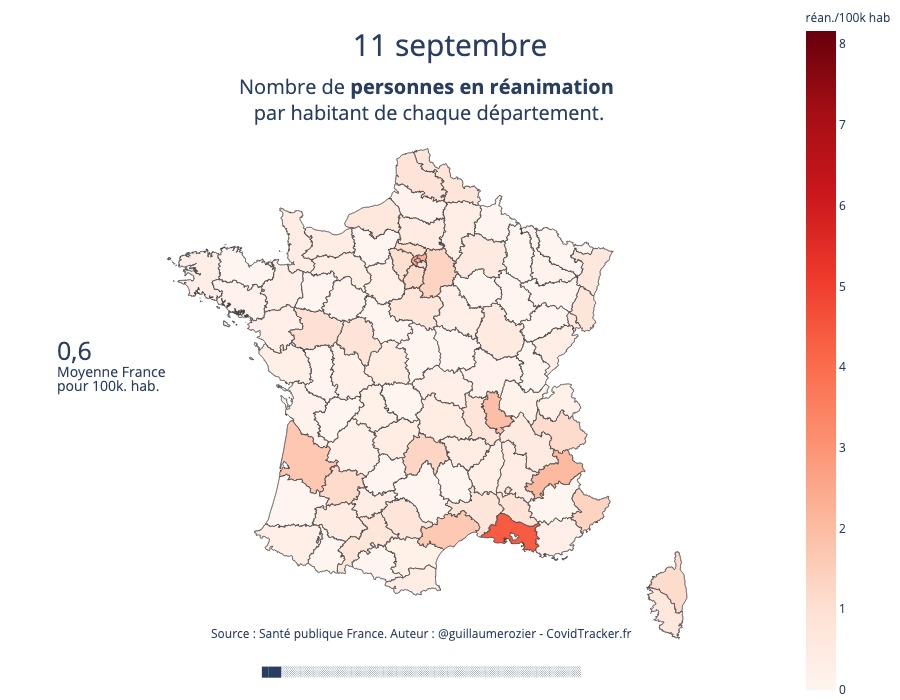 réan./100k hab
11 septembre
Nombre de personnes en réanimation
par habitant de chaque département.
8
7
6
5
4
3
2
1
0
0,6
Moyenne France
pour 100k. hab.
Source : Santé publique France. Auteur : @guillaumerozier - CovidTracker.fr